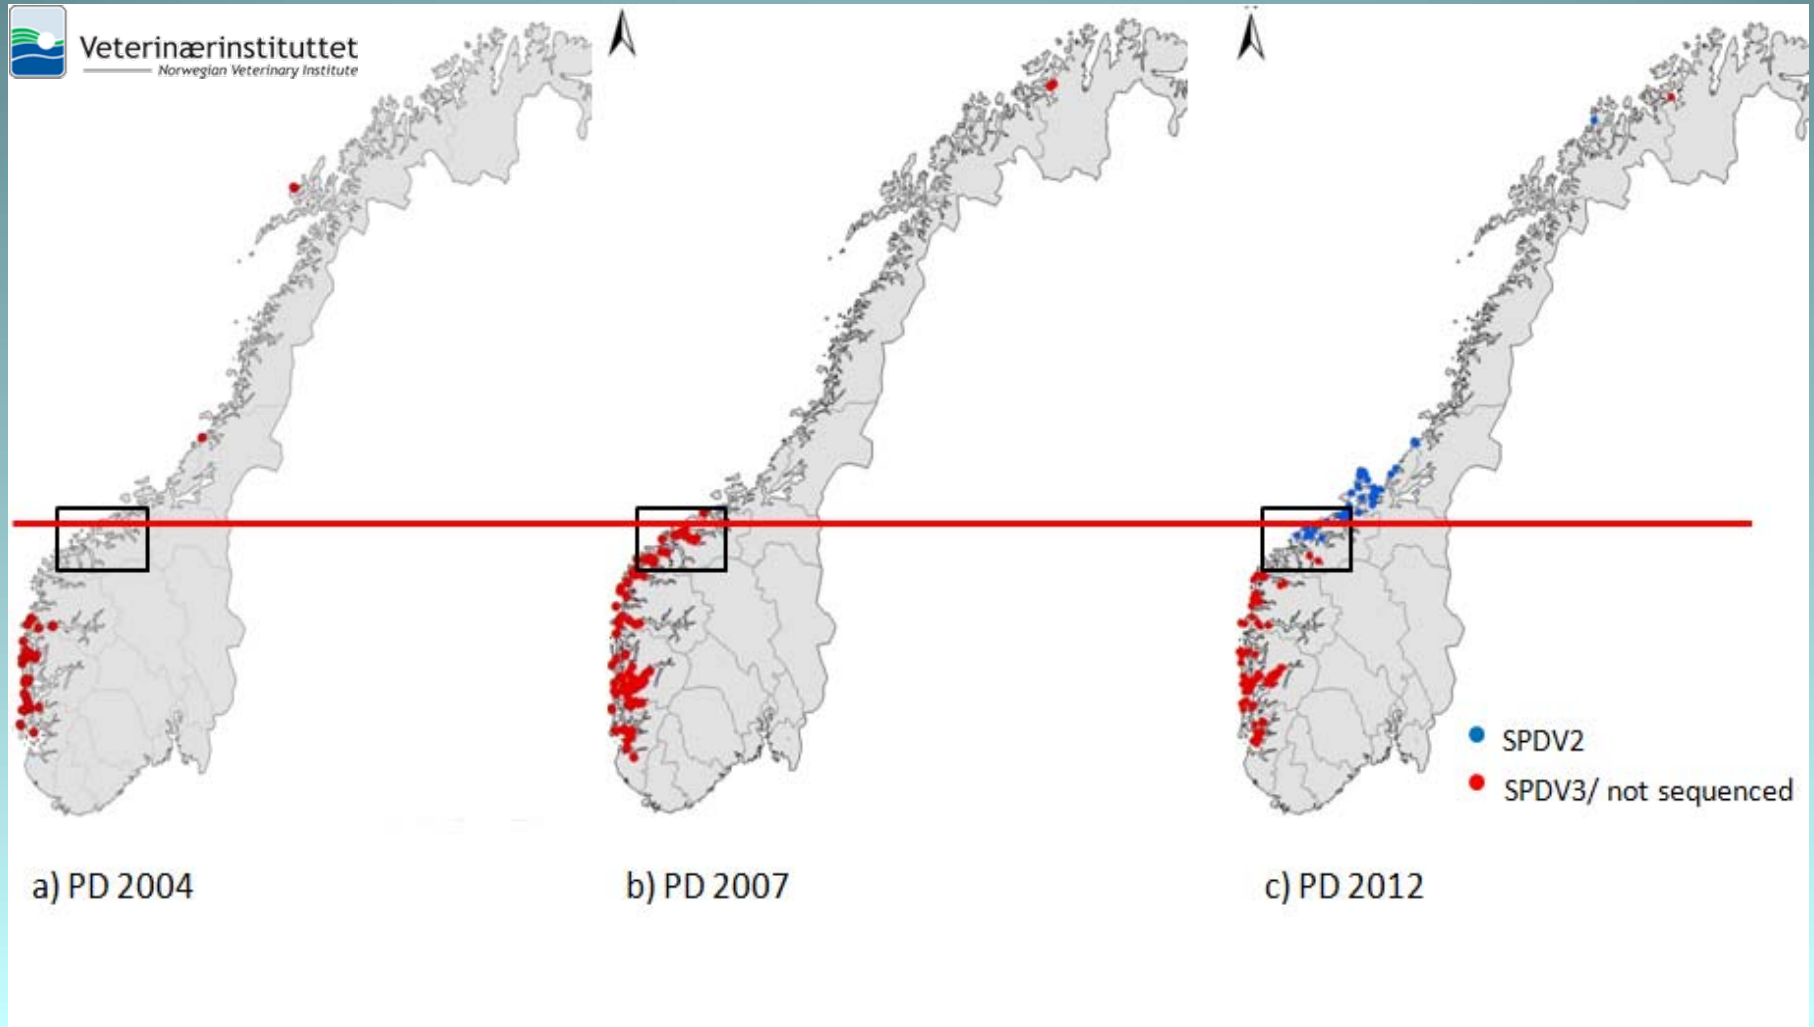 Veterinærinstituttet
Norwegian Veterinary Institute
SPDV2
SPDV3/ not sequenced
a) PD 2004
b) PD 2007
c) PD 2012